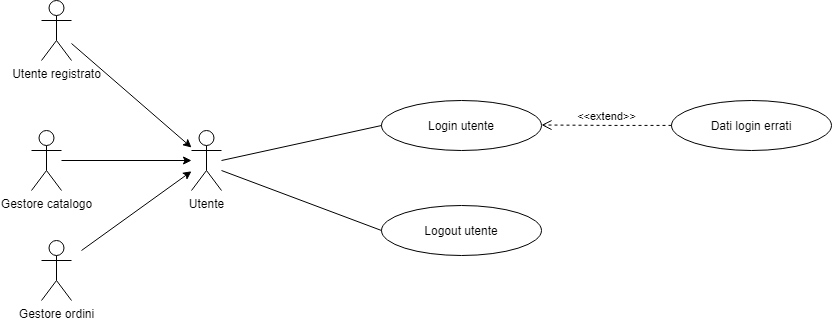 Utente registrato
Gestore catalogo
Gestore ordini
Utente
Login utente
<<extend>>
Dati login errati
Logout utente